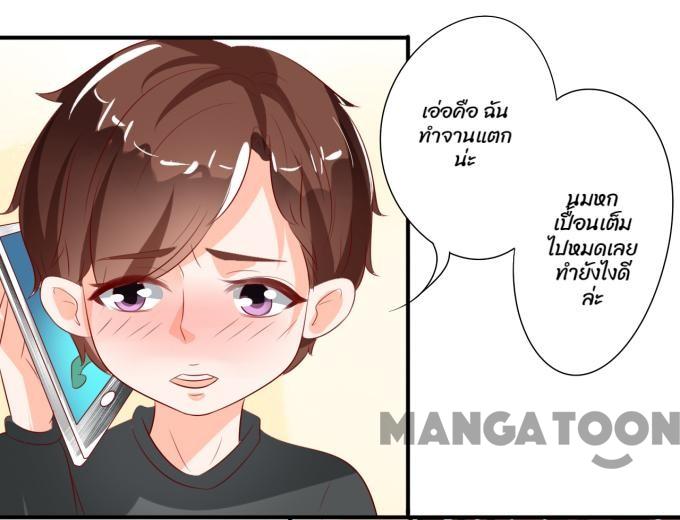 เอ่อคือ ฉัน
ทำจานแตก
น่ะ
นมหก
เปื้อนเต็ม
ไปหมดเลย
ทำยังไงดี
ล่ะ
MANGATOON